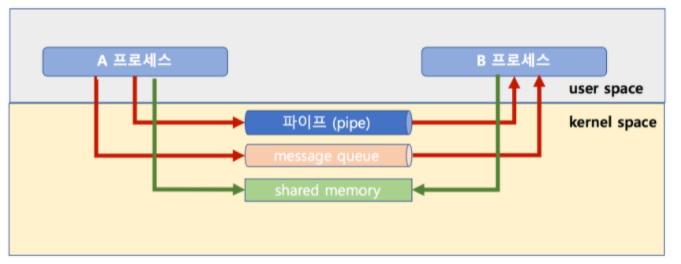 A 프로세스
B 프로세스
user space
파이프 (pipe)
kernel space
message queue
shared memory